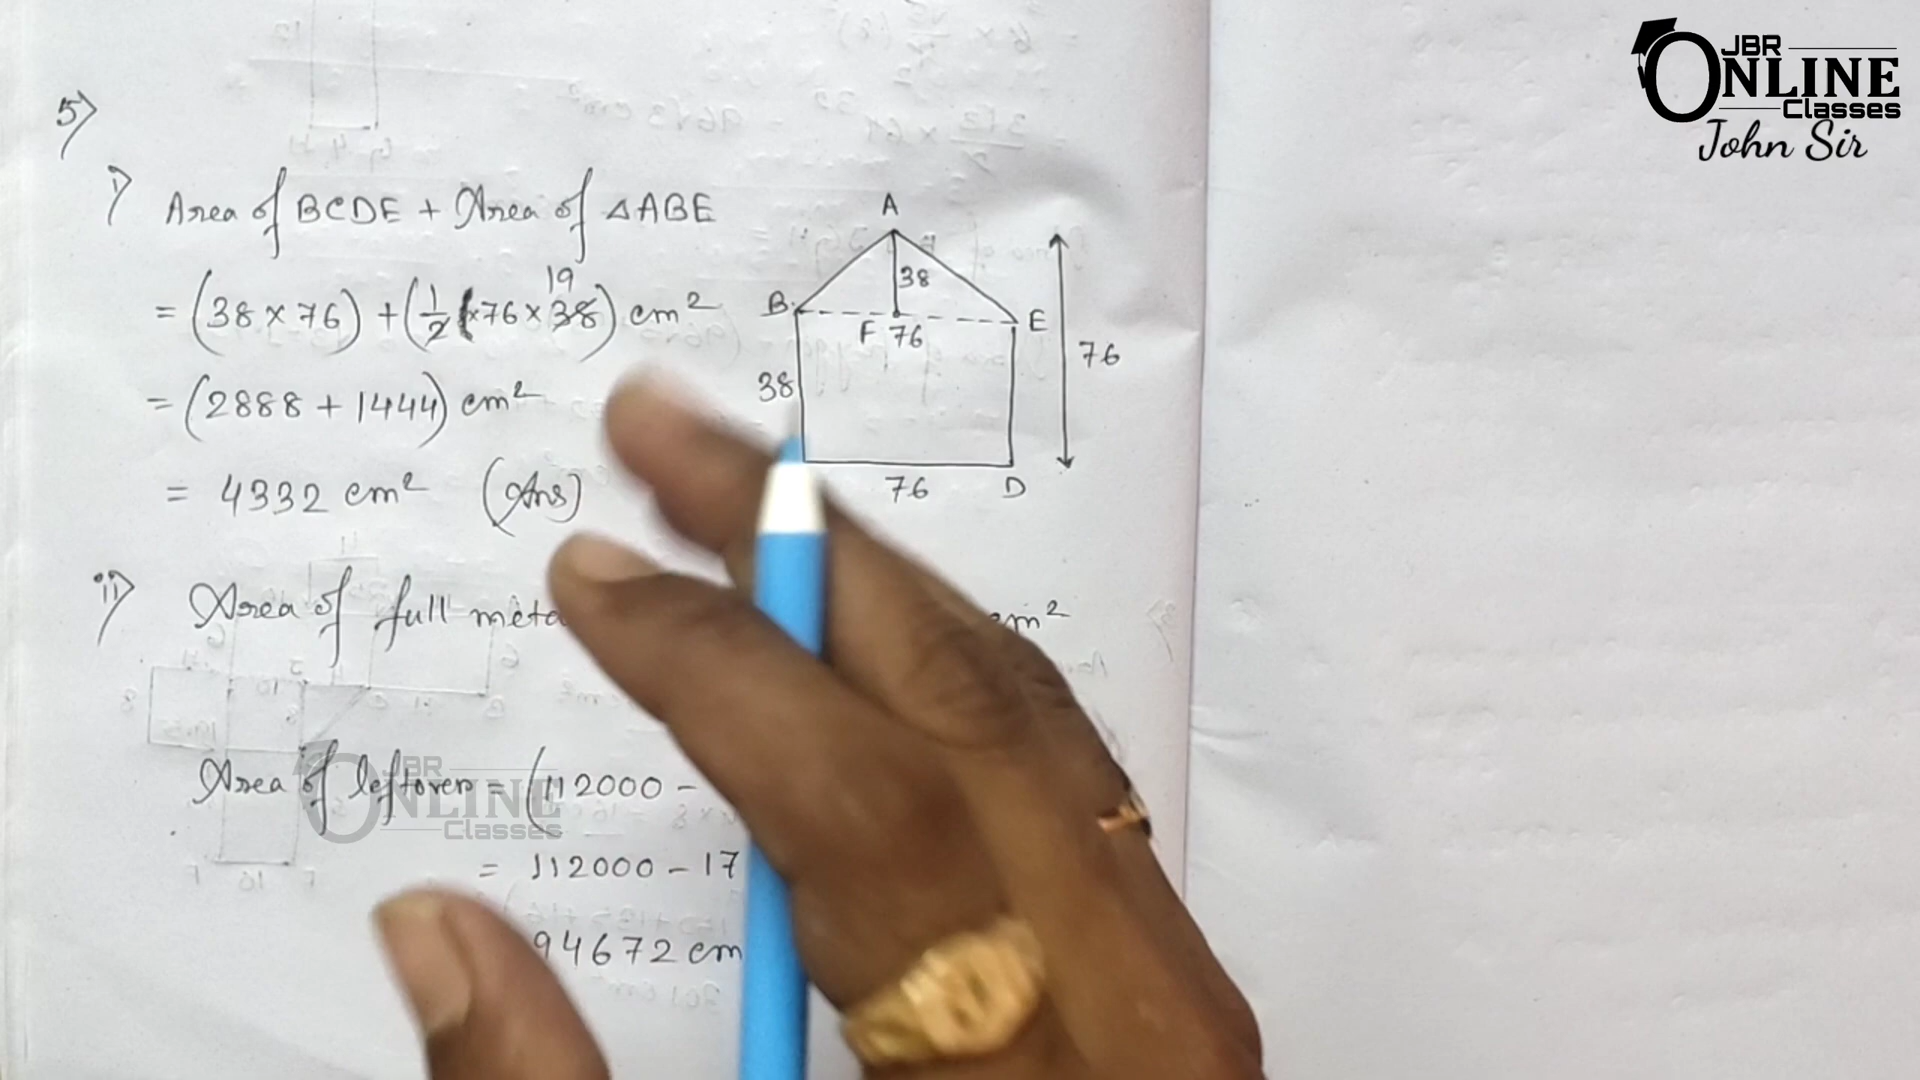 JBR
ONLINE
Classes
John Sir
5)
i) Area of BCDE + Area of △ABE
= (38 × 76) + (1/2 × 76 × 38) cm²
19
= (2888 + 1444) cm²
= 4332 cm² (Ans)
A
38
B
E
F 76
76
38
76
D
ii) Area of full
cm²
Area of leftover = (112000 -
= 112000 - 17
94672 cm
JBR
ONLINE
Classes